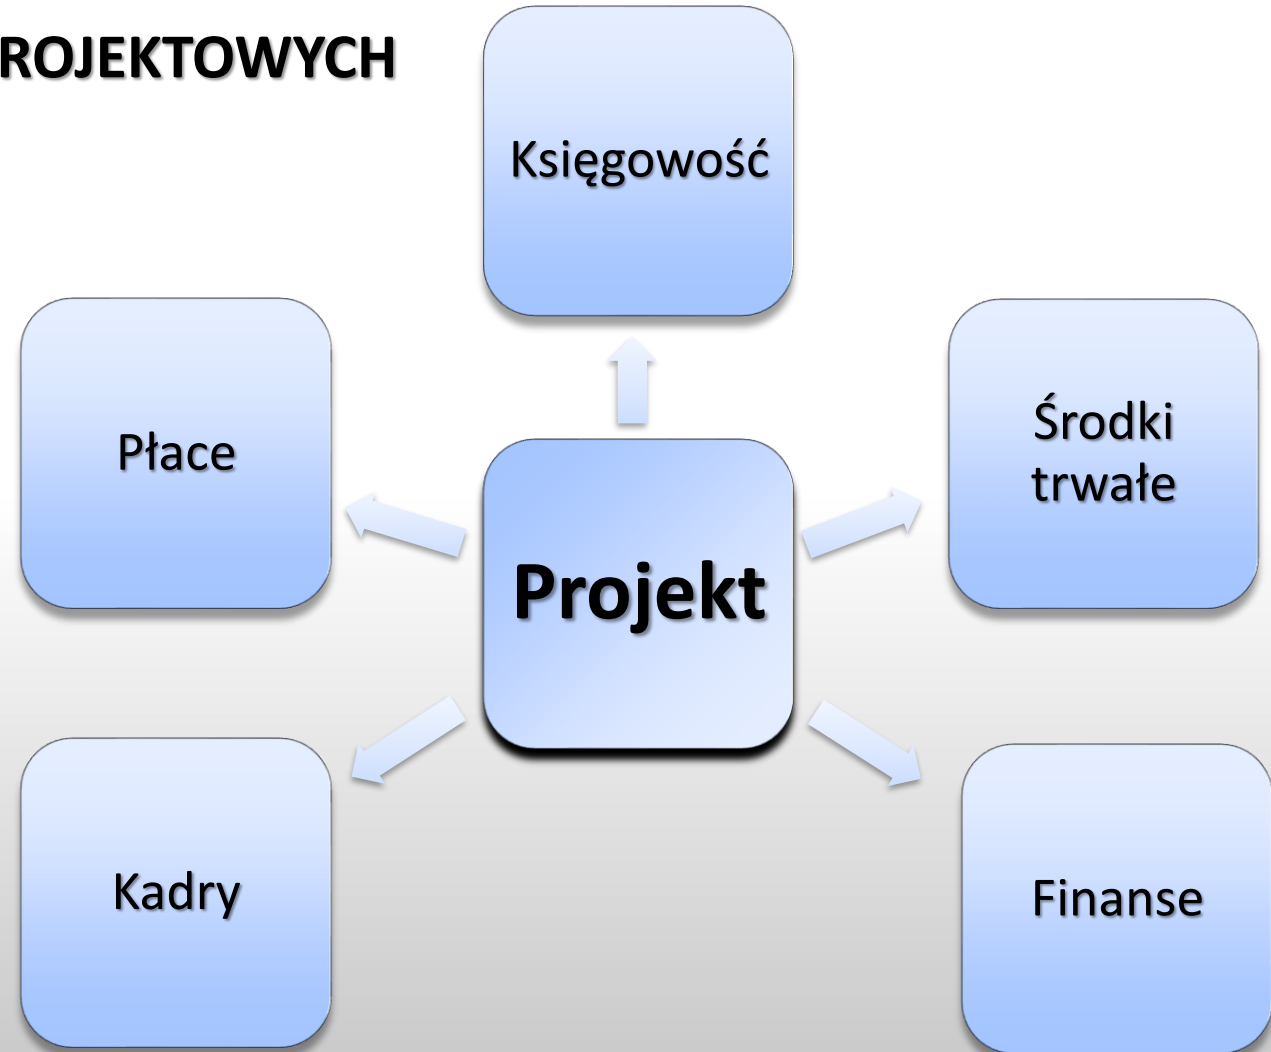 ROJEKTOWYCH
Księgowość
Płace
Środki
trwałe
Projekt
Kadry
Finanse